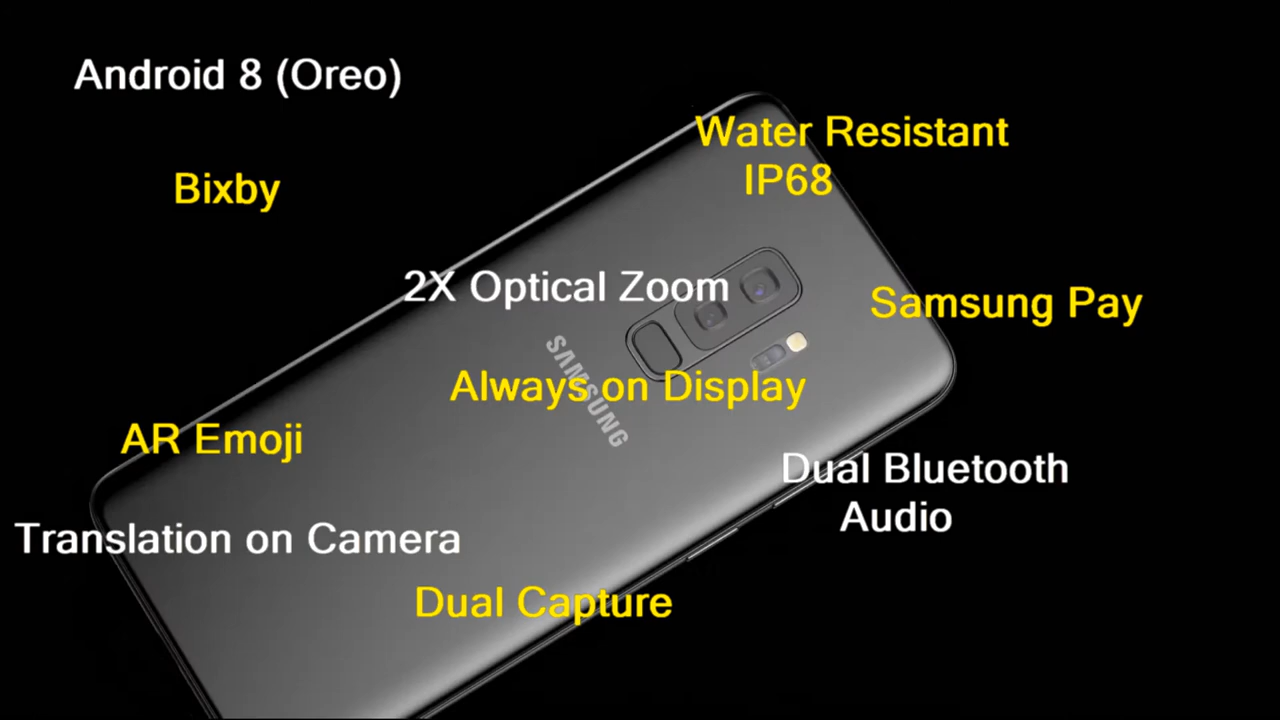 Android 8 (Oreo)
Water Resistant
IP68
Bixby
2X Optical Zoom
Samsung Pay
SAMSUNG
Always on Display
AR Emoji
Dual Bluetooth
Audio
Translation on Camera
Dual Capture